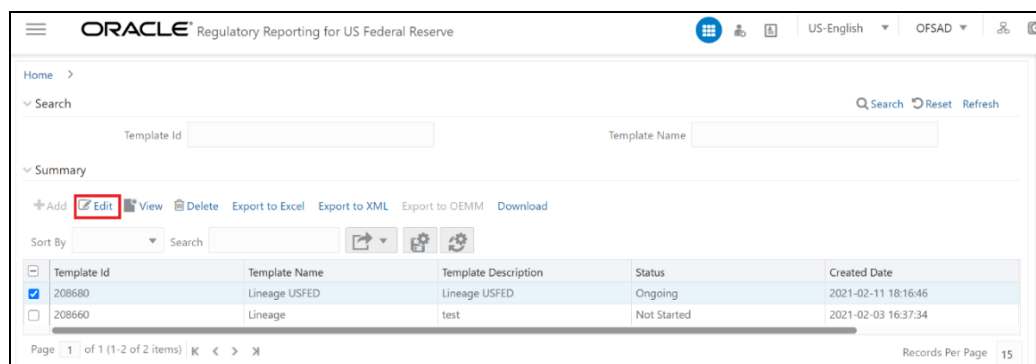 ORACLE® Regulatory Reporting for US Federal Reserve US-English OFSAD
Home >
Search Search Reset Refresh
Template Id Template Name
Summary
Add Edit View Delete Export to Excel Export to XML Export to OEMM Download
Sort By Search
Template Id Template Name Template Description Status Created Date
208680 Lineage USFED Lineage USFED Ongoing 2021-02-11 18:16:46
208660 Lineage test Not Started 2021-02-03 16:37:34
Page 1 of 1 (1-2 of 2 items) K < > >| Records Per Page 15